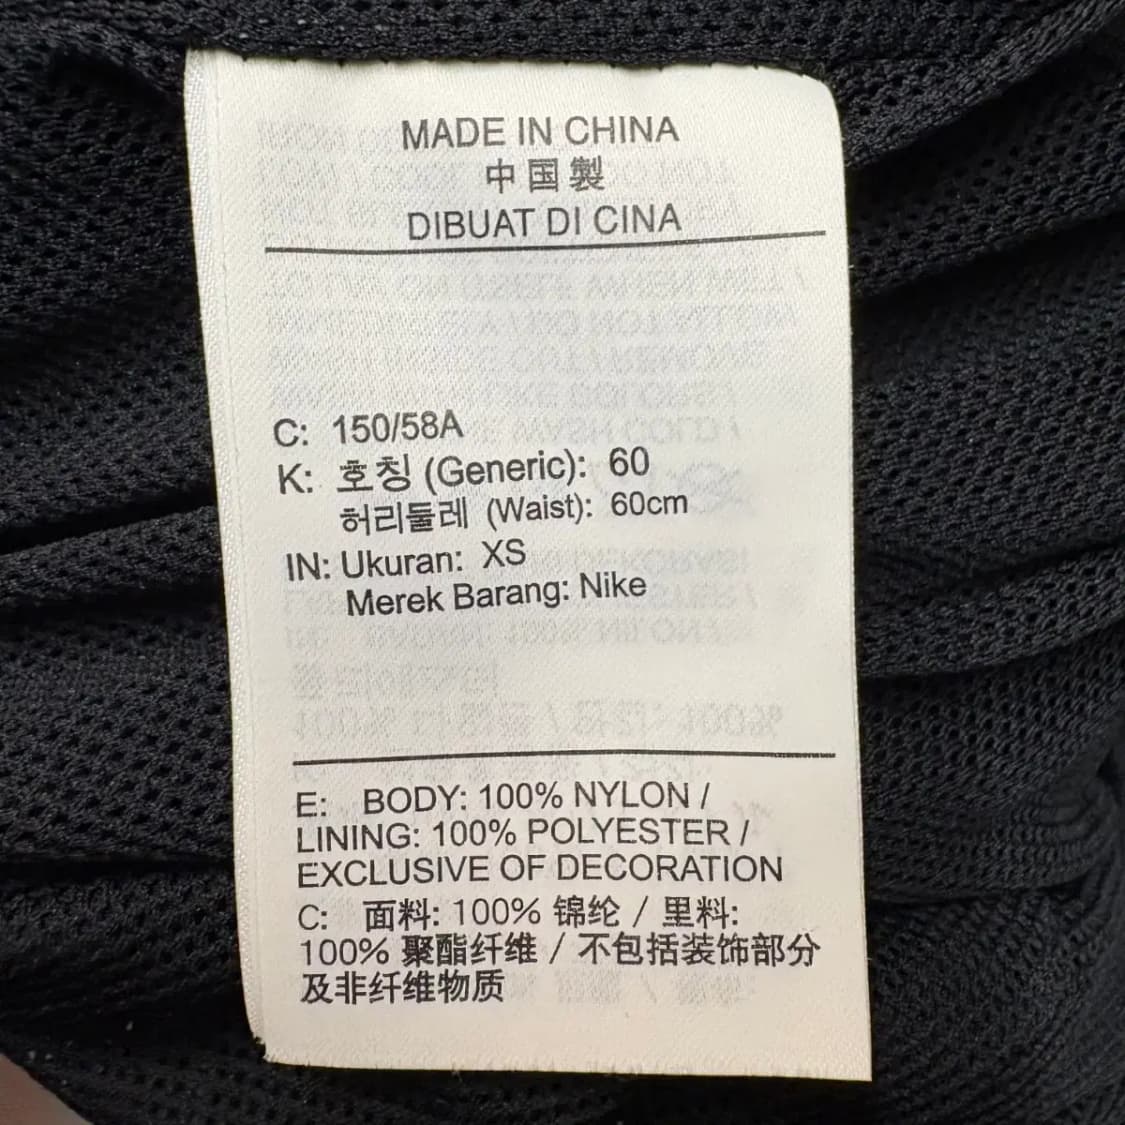 MADE IN CHINA
中国製
DIBUAT DI CINA
C: 150/58A
K: 호칭 (Generic): 60
허리둘레 (Waist): 60cm
IN: Ukuran: XS
Merek Barang: Nike
E: BODY: 100% NYLON /
LINING: 100% POLYESTER /
EXCLUSIVE OF DECORATION
C: 面料: 100% 锦纶 / 里料:
100% 聚酯纤维 / 不包括装饰部分
及非纤维物质